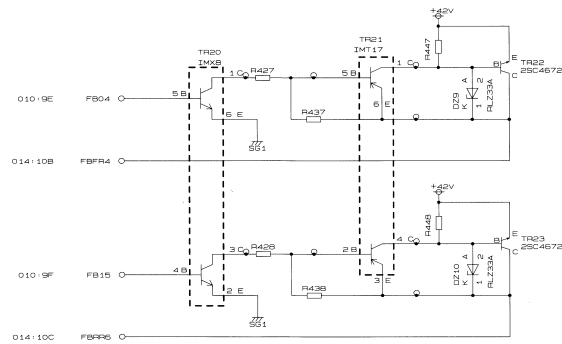 +42V
TR20
IMX8
TR21
IMT17
R447
1 C
R427
5 B
1 C
B
E
TR22
2SC4672
C
010:9E FB04
5 B
DZ9
A 2
K 1
RLZ33A
6 E
R437
6 E
SG1
014:10B FBFR4
+42V
R448
3 C
R428
2 B
4 C
B
E
TR23
2SC4672
C
010:9F FB15
4 B
DZ10
A 2
K 1
RLZ33A
2 E
R438
3 E
SG1
014:10C FBRR6